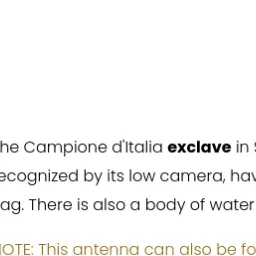 he Campione d'Italia exclave in
ecognized by its low camera, hav
ag. There is also a body of water
NOTE: This antenna can also be fo